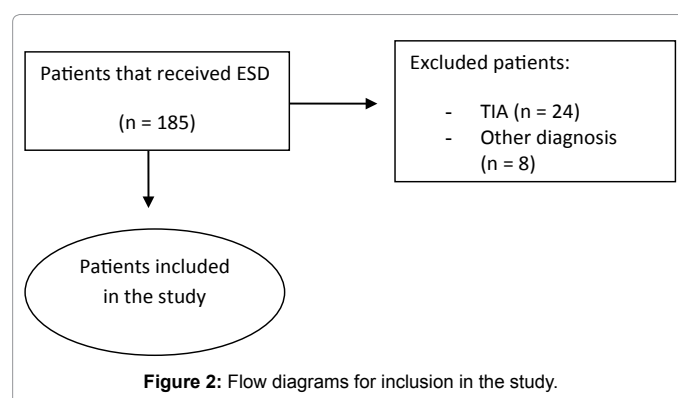 Patients that received ESD
(n = 185)
Excluded patients:
- TIA (n = 24)
- Other diagnosis
(n = 8)
Patients included
in the study
Figure 2: Flow diagrams for inclusion in the study.